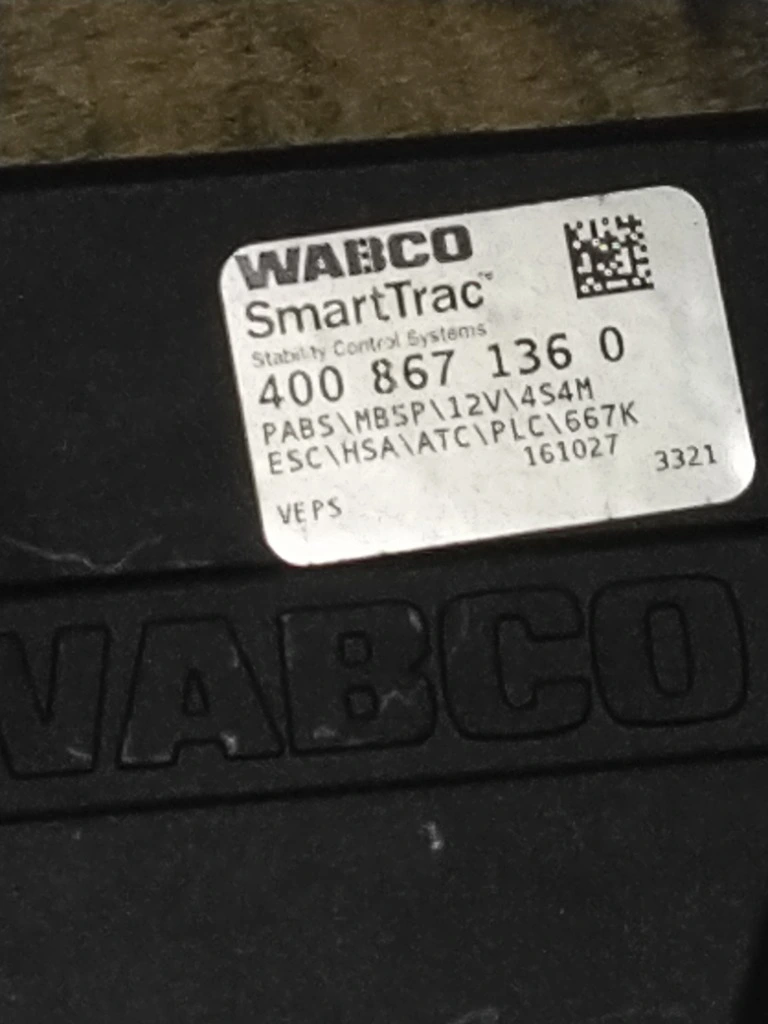 WABCO
SmartTrac™
Stability Control Systems
400 867 136 0
PABS\MB5P\12V\4S4M
ESC\HSA\ATC\PLC\667K
161027 3321
VEPS
WABCO